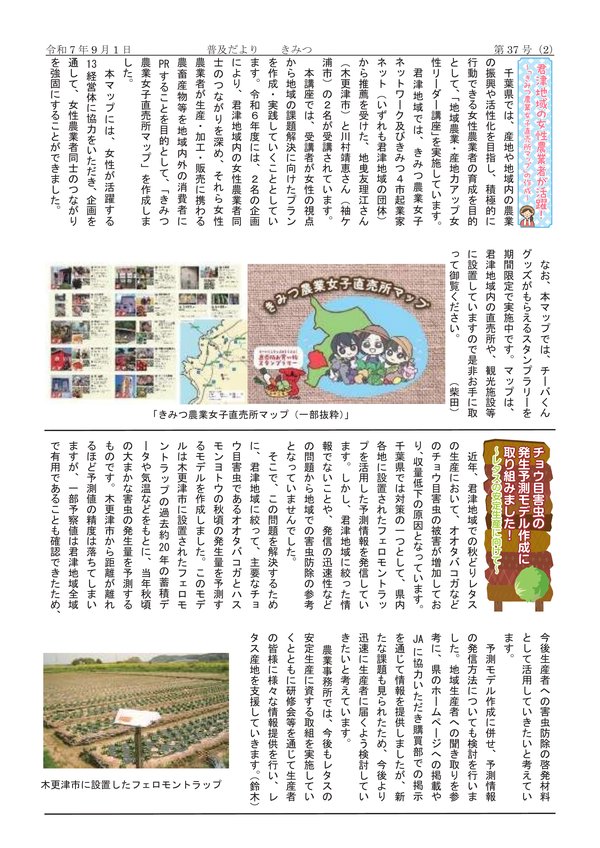 令和7年9月1日　普及だより　きみつ　第37号 (2)
君津地域の女性農業者が活躍！
～「きみつ農業女子直売所マップ」の作成～
千葉県では、産地や地域内の農業
の振興や活性化を目指し、積極的に
行動できる女性農業者の育成を目的
として、「地域農業・産地力アップ女
性リーダー講座」を実施しています。
君津地域では、きみつ農業女子
ネットワーク及びきみつ４市起業家
ネット（いずれも君津地域の団体）
から推薦を受けた、地曳友理江さん
（木更津市）と川村靖恵さん（袖ケ
浦市）の２名が受講されています。
本講座では、受講者が女性の視点
から地域の課題解決に向けたプラン
を作成・実践していくこととしてい
ます。令和６年度には、２名の企画
により、君津地域内の女性農業者同
士のつながりを深め、それら女性
農業者が生産・加工・販売に携わる
農畜産物等を地域内外の消費者に
PRすることを目的として、「きみつ
農業女子直売所マップ」を作成しま
した。
本マップには、女性が活躍する
13経営体に協力をいただき、企画を
通して、女性農業者同士のつながり
を強固にすることができました。
なお、本マップでは、チーバくん
グッズがもらえるスタンプラリーを
期間限定で実施中です。マップは、
君津地域内の直売所や、観光施設等
に設置していますので是非お手に取
って御覧ください。
（柴田）
きみつ農業女子直売所マップ
直売所お買い物
スタンプラリー
「きみつ農業女子直売所マップ（一部抜粋）」
チョウ目害虫の
発生予測モデル作成に
取り組みました！
～レタスの安定生産に向けて～
近年、君津地域での秋どりレタス
の生産において、オオタバコガなど
のチョウ目害虫の被害が増加してお
り、収量低下の原因となっています。
千葉県では対策の一つとして、県内
各地に設置されたフェロモントラッ
プを活用した予測情報を発信してい
ます。しかし、君津地域に絞った情
報でないことや、発信の迅速性など
の問題から地域での害虫防除の参考
となっていませんでした。
そこで、この問題を解決するため
に、君津地域に絞って、主要なチョ
ウ目害虫であるオオタバコガとハス
モンヨトウの秋頃の発生量を予測す
るモデルを作成しました。このモデ
ルは木更津市に設置されたフェロモ
ントラップの過去約20年の蓄積デ
ータや気温などをもとに、当年秋頃
の大まかな害虫の発生量を予測する
ものです。木更津市から距離が離れ
るほど予測値の精度は落ちてしまい
ますが、一部予察値は君津地域全域
で有用であることも確認できたため、
今後生産者への害虫防除の啓発材料
として活用していきたいと考えてい
ます。
予測モデル作成に併せ、予測情報
の発信方法についても検討を行いま
した。地域生産者への聞き取りを参
考に、県のホームページへの掲載や
JAに協力いただき購買部での掲示
を通じて情報を提供しましたが、新
たな課題も見られたため、今後より
迅速に生産者に届くよう検討してい
きたいと考えています。
農業事務所では、今後もレタスの
安定生産に資する取組を実施してい
くとともに研修会等を通じて生産者
の皆様に様々な情報提供を行い、レ
タス産地を支援していきます。（鈴木）
木更津市に設置したフェロモントラップ